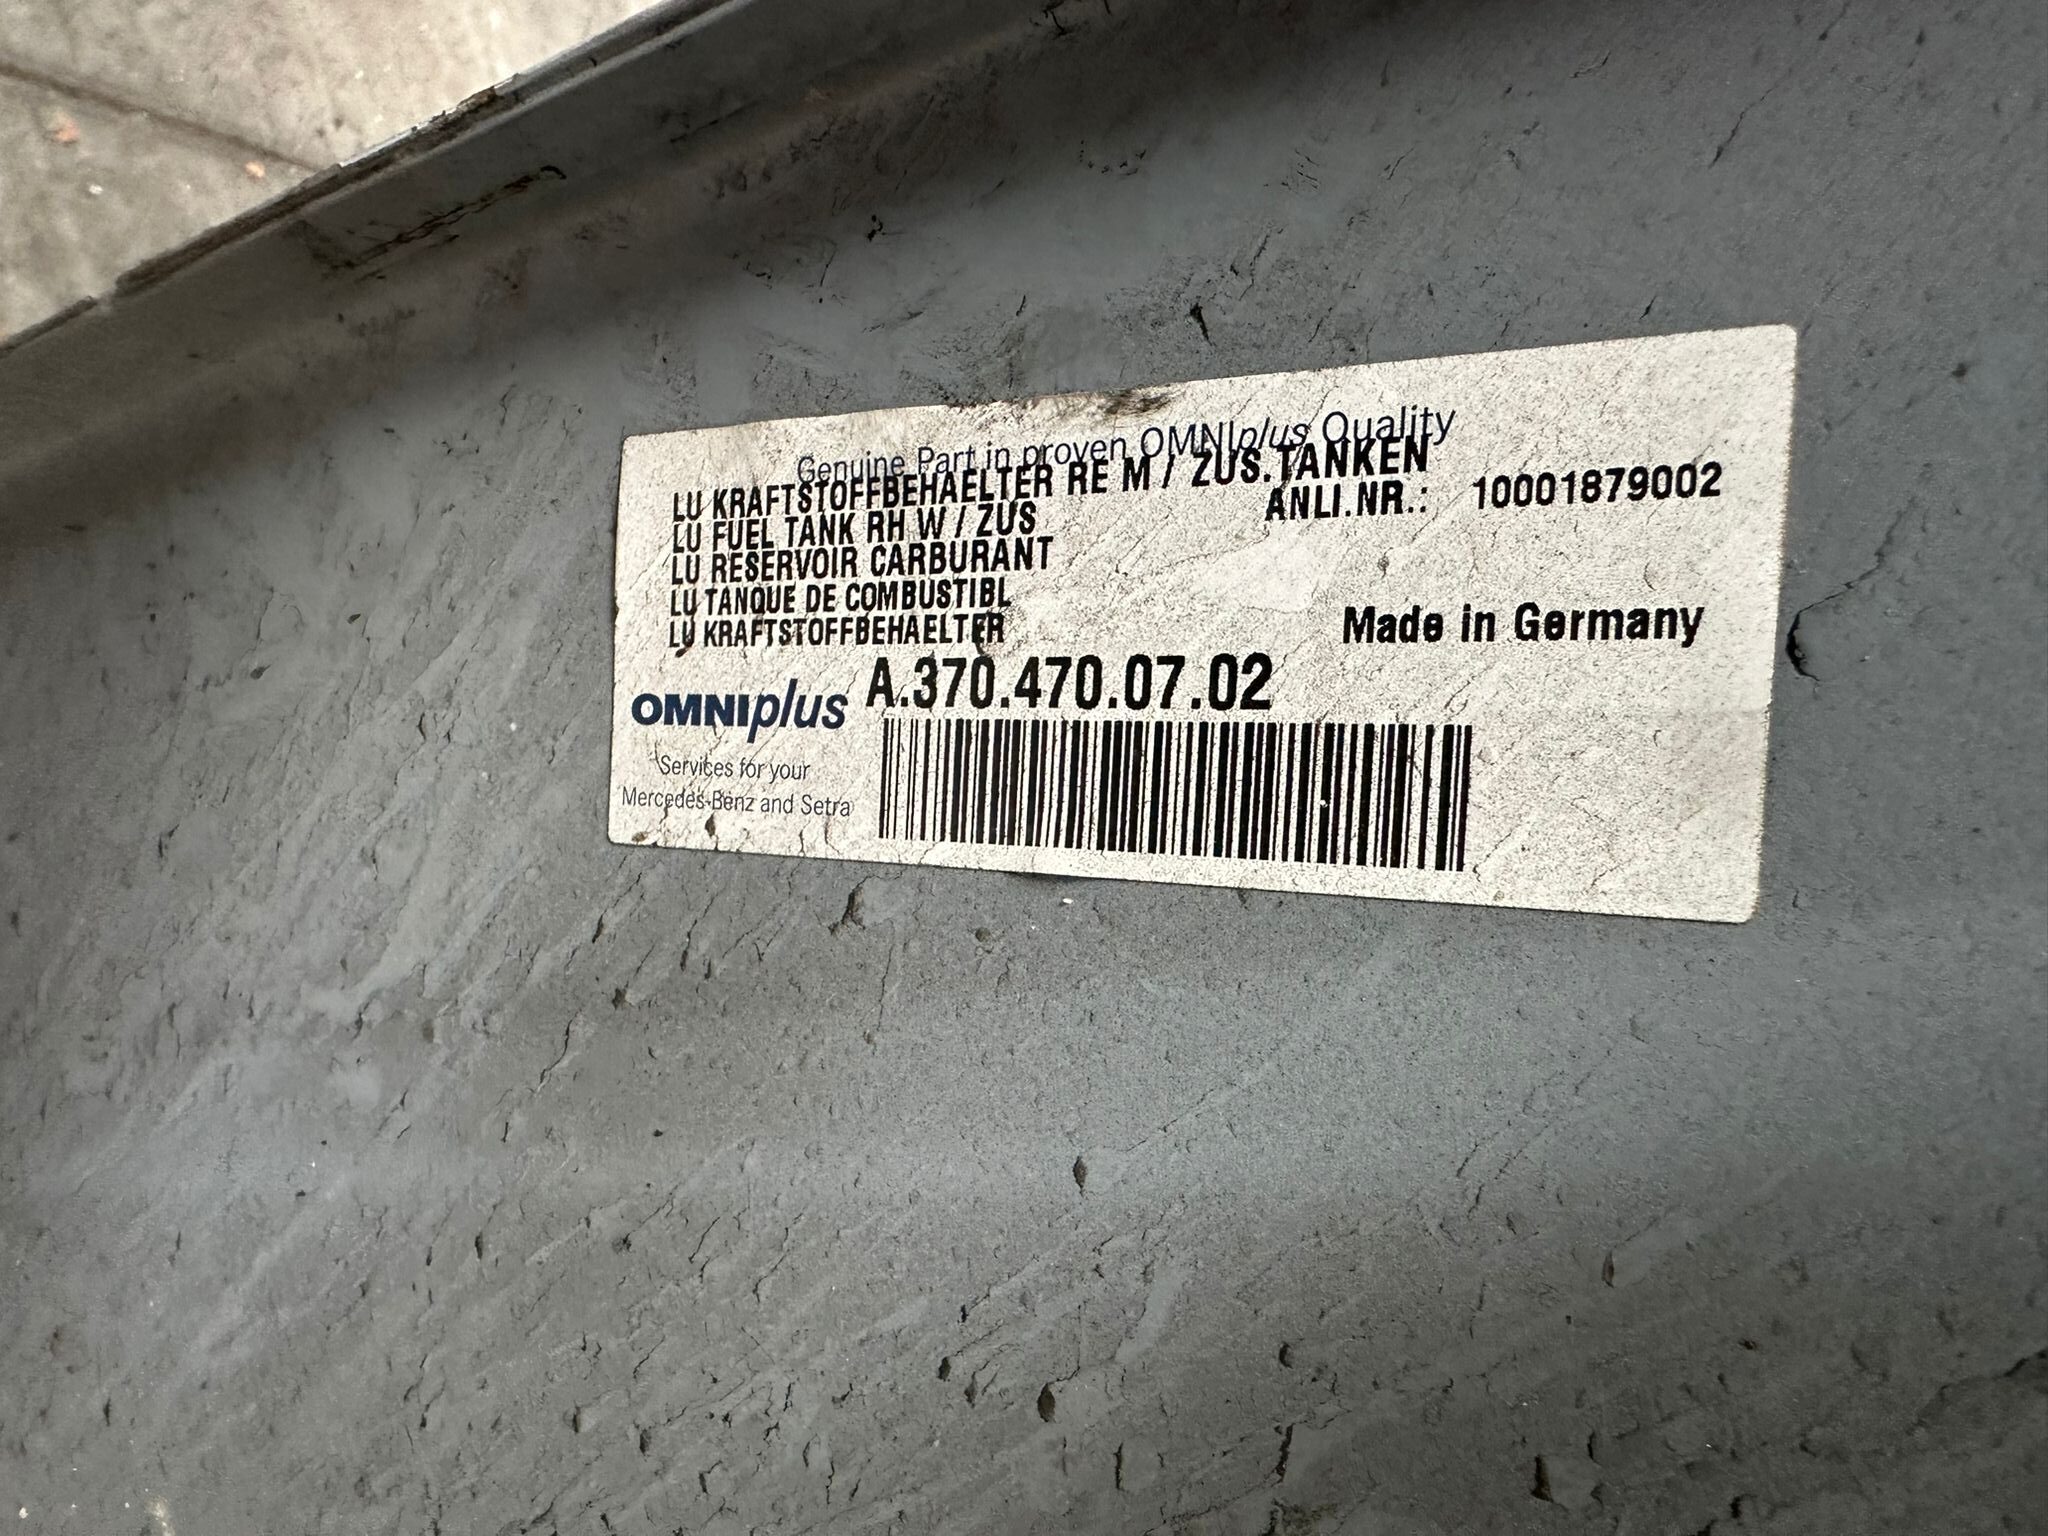 Genuine Part in proven OMNIplus Quality
LU KRAFTSTOFFBEHAELTER RE M / ZUS.TANKEN
ANLI.NR.: 10001879002
LU FUEL TANK RH W / ZUS
LU RESERVOIR CARBURANT
LU TANQUE DE COMBUSTIBL
LU KRAFTSTOFFBEHAELTER
Made in Germany
A.370.470.07.02
OMNIplus
Services for your
Mercedes-Benz and Setra